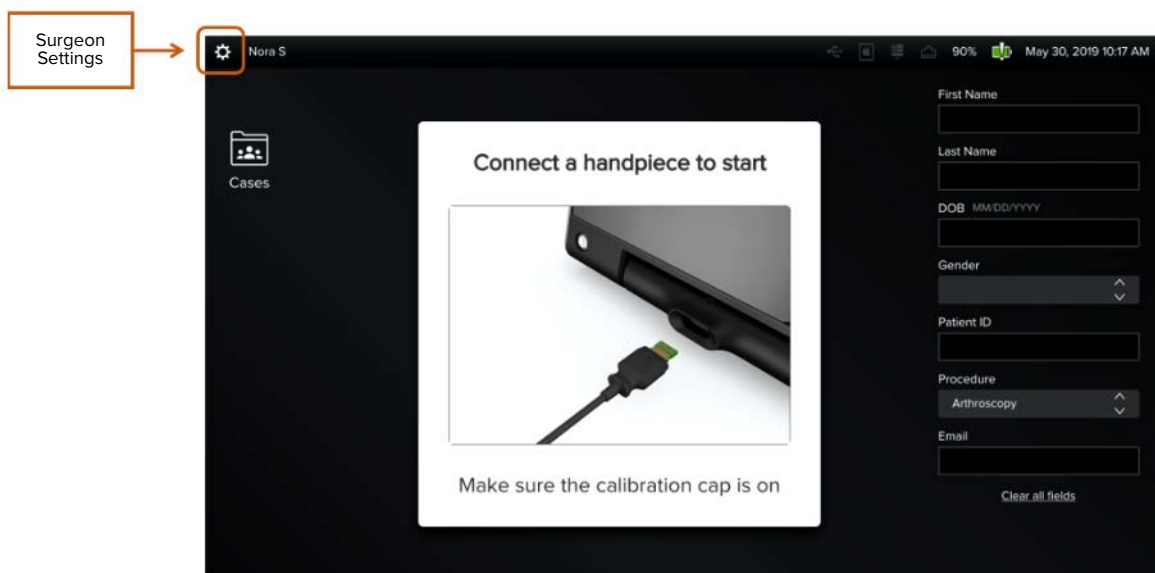 Surgeon
Settings
Nora S
90%
May 30, 2019 10:17 AM
Cases
Connect a handpiece to start
Make sure the calibration cap is on
First Name
Last Name
DOB MM/DD/YYYY
Gender
Patient ID
Procedure
Arthroscopy
Email
Clear all fields